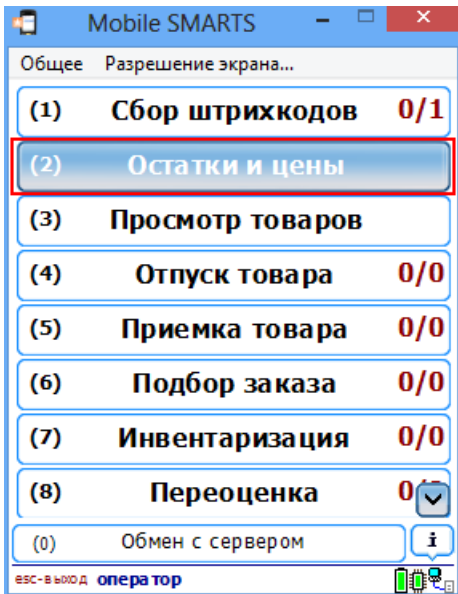 Mobile SMARTS
Общее Разрешение экрана...
(1) Сбор штрихкодов 0/1
(2) Остатки и цены
(3) Просмотр товаров
(4) Отпуск товара 0/0
(5) Приемка товара 0/0
(6) Подбор заказа 0/0
(7) Инвентаризация 0/0
(8) Переоценка 0/
(0) Обмен с сервером i
esc-выход оператор